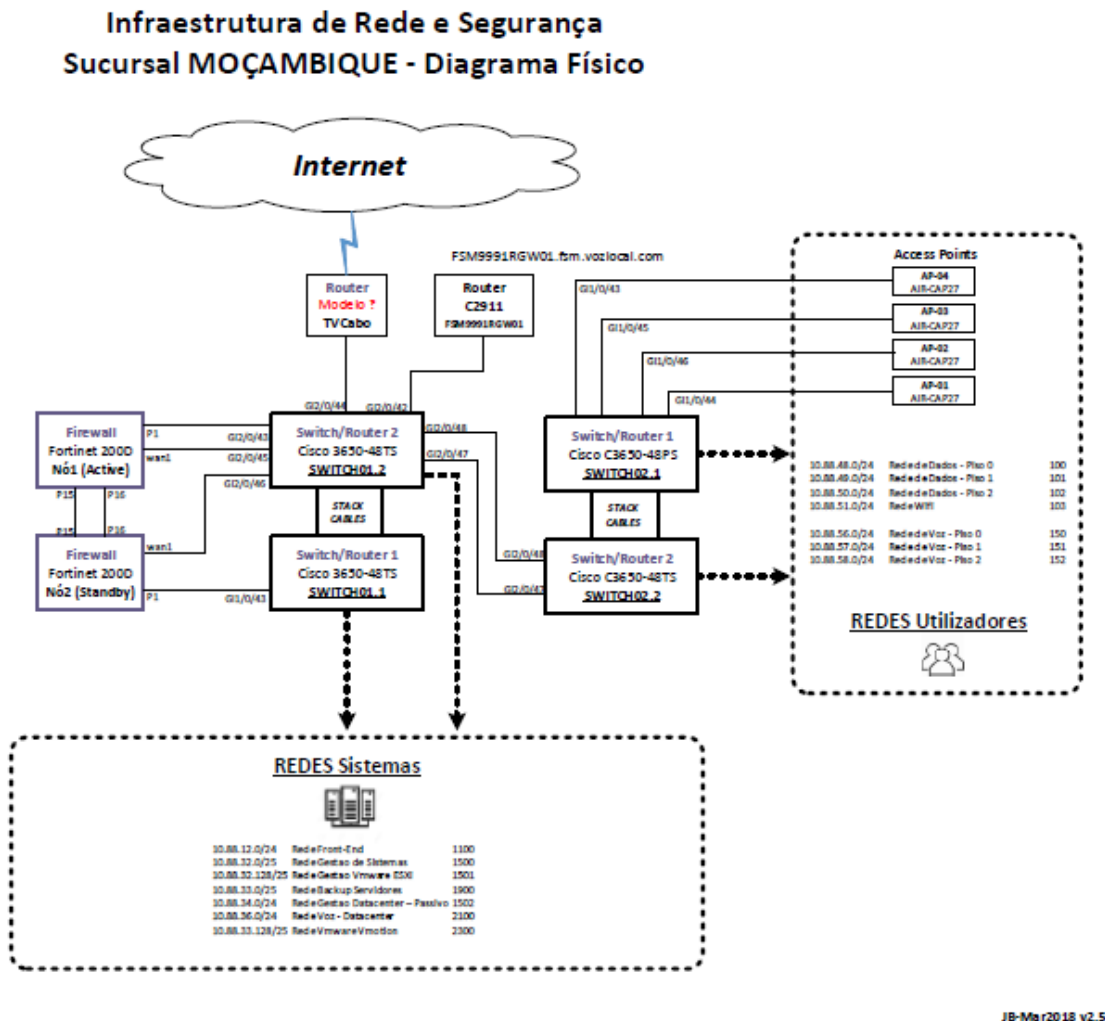 Infraestrutura de Rede e Segurança
Sucursal MOÇAMBIQUE - Diagrama Físico
Internet
FSM9991RGW01.fsm.vozlocal.com
Router
Modelo ?
TVCabo
Router
C2911
FSM9991RGW01
Access Points
AP-04
AIR-CAP27
AP-03
AIR-CAP27
AP-02
AIR-CAP27
AP-01
AIR-CAP27
GI1/0/43
GI1/0/45
GI1/0/46
GI1/0/44
GI2/0/44
GI2/0/42
Firewall
Fortinet 200D
Nó1 (Active)
P1
wan1
GI2/0/43
GI2/0/45
GI2/0/46
Switch/Router 2
Cisco 3650-48TS
SWITCH01.2
GI2/0/48
GI2/0/47
Switch/Router 1
Cisco C3650-48PS
SWITCH02.1
P15
P16
P15
P16
STACK
CABLES
STACK
CABLES
Firewall
Fortinet 200D
Nó2 (Standby)
wan1
P1
GI1/0/43
Switch/Router 1
Cisco 3650-48TS
SWITCH01.1
GI2/0/48
GI2/0/47
Switch/Router 2
Cisco C3650-48TS
SWITCH02.2
10.88.48.0/24 Rede de Dados - Piso 0 100
10.88.49.0/24 Rede de Dados - Piso 1 101
10.88.50.0/24 Rede de Dados - Piso 2 102
10.88.51.0/24 Rede Wifi 103
10.88.56.0/24 Rede de Voz - Piso 0 150
10.88.57.0/24 Rede de Voz - Piso 1 151
10.88.58.0/24 Rede de Voz - Piso 2 152
REDES Utilizadores
REDES Sistemas
10.88.12.0/24 Rede Front-End 1100
10.88.32.0/25 Rede Gestao de Sistemas 1500
10.88.32.128/25 Rede Gestao Vmware ESXI 1501
10.88.33.0/25 Rede Backup Servidores 1900
10.88.34.0/24 Rede Gestao Datacenter – Passivo 1502
10.88.36.0/24 Rede Voz - Datacenter 2100
10.88.33.128/25 Rede Vmware Vmotion 2300
JB-Mar2018 v2.5